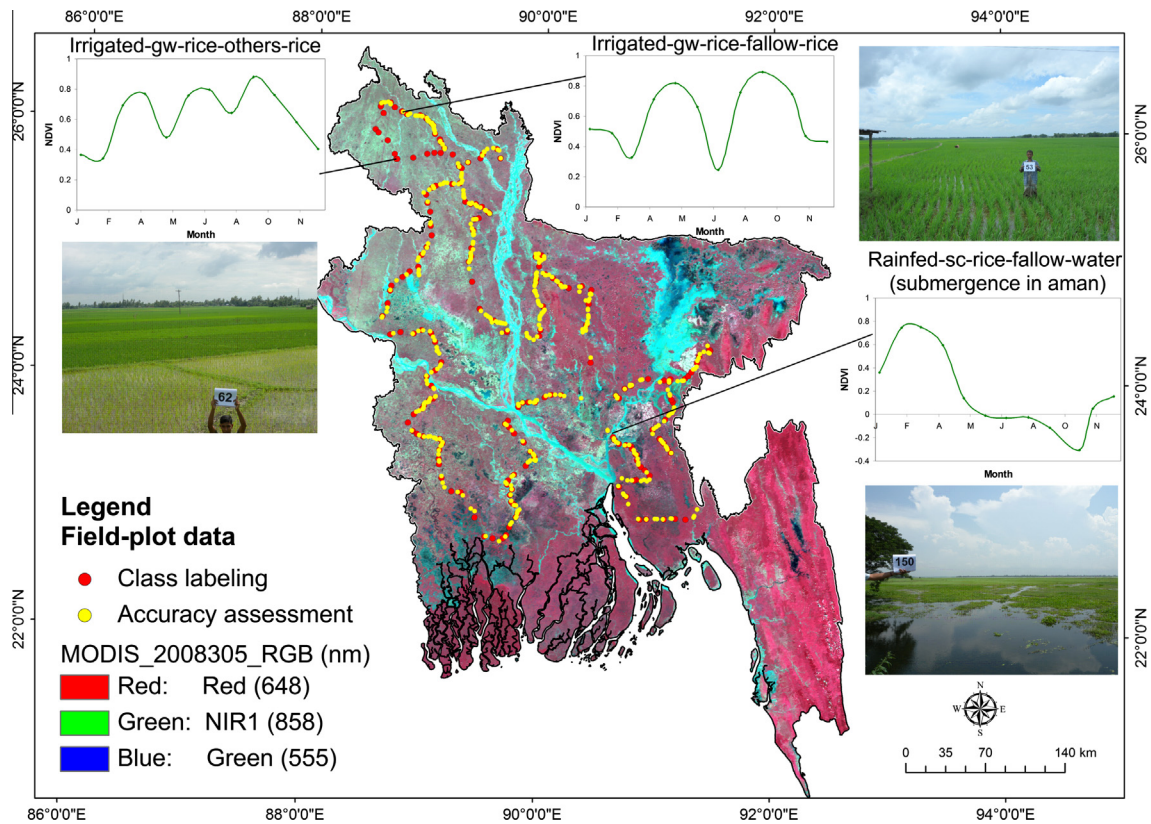 86°0'0"E 88°0'0"E 90°0'0"E 92°0'0"E 94°0'0"E
Irrigated-gw-rice-others-rice
1
0.8
0.6
0.4
0.2
0
NDVI
J F M A M J J A S O N
Month
Irrigated-gw-rice-fallow-rice
1
0.8
0.6
0.4
0.2
0
NDVI
J F M A M J J A S O N
Month
53
Rainfed-sc-rice-fallow-water
(submergence in aman)
1
0.8
0.6
0.4
0.2
0
-0.2
-0.4
NDVI
J F M A M J J A S O N
Month
62
150
26°0'0"N
24°0'0"N
22°0'0"N
26°0'0"N
24°0'0"N
22°0'0"N
Legend
Field-plot data
Class labeling
Accuracy assessment
MODIS_2008305_RGB (nm)
Red: Red (648)
Green: NIR1 (858)
Blue: Green (555)
N
W E
S
0 35 70 140 km
86°0'0"E 88°0'0"E 90°0'0"E 92°0'0"E 94°0'0"E